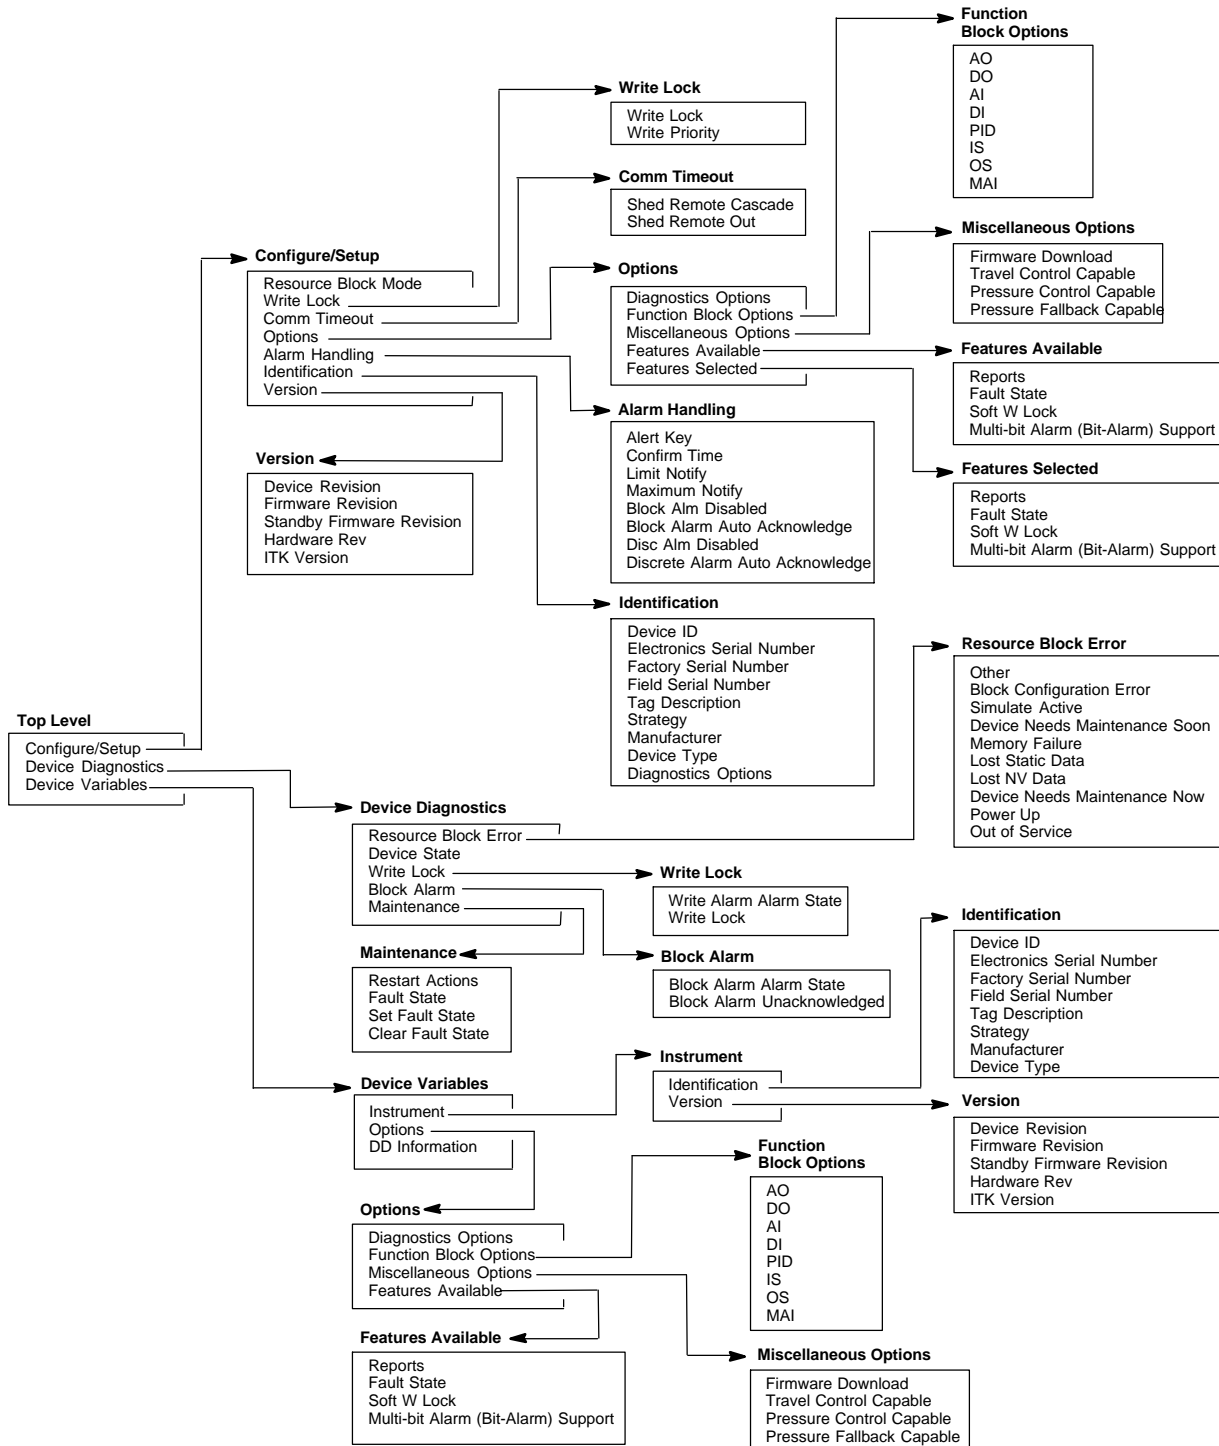 Function
Block Options
AO
DO
AI
DI
PID
IS
OS
MAI
Write Lock
Write Lock
Write Priority
Comm Timeout
Shed Remote Cascade
Shed Remote Out
Miscellaneous Options
Firmware Download
Travel Control Capable
Pressure Control Capable
Pressure Fallback Capable
Configure/Setup
Resource Block Mode
Write Lock
Comm Timeout
Options
Alarm Handling
Identification
Version
Options
Diagnostics Options
Function Block Options
Miscellaneous Options
Features Available
Features Selected
Features Available
Reports
Fault State
Soft W Lock
Multi-bit Alarm (Bit-Alarm) Support
Alarm Handling
Alert Key
Confirm Time
Limit Notify
Maximum Notify
Block Alm Disabled
Block Alarm Auto Acknowledge
Disc Alm Disabled
Discrete Alarm Auto Acknowledge
Version
Device Revision
Firmware Revision
Standby Firmware Revision
Hardware Rev
ITK Version
Features Selected
Reports
Fault State
Soft W Lock
Multi-bit Alarm (Bit-Alarm) Support
Identification
Device ID
Electronics Serial Number
Factory Serial Number
Field Serial Number
Tag Description
Strategy
Manufacturer
Device Type
Diagnostics Options
Resource Block Error
Other
Block Configuration Error
Simulate Active
Device Needs Maintenance Soon
Memory Failure
Lost Static Data
Lost NV Data
Device Needs Maintenance Now
Power Up
Out of Service
Top Level
Configure/Setup
Device Diagnostics
Device Variables
Device Diagnostics
Resource Block Error
Device State
Write Lock
Block Alarm
Maintenance
Write Lock
Write Alarm Alarm State
Write Lock
Maintenance
Restart Actions
Fault State
Set Fault State
Clear Fault State
Block Alarm
Block Alarm Alarm State
Block Alarm Unacknowledged
Identification
Device ID
Electronics Serial Number
Factory Serial Number
Field Serial Number
Tag Description
Strategy
Manufacturer
Device Type
Device Variables
Instrument
Options
DD Information
Instrument
Identification
Version
Version
Device Revision
Firmware Revision
Standby Firmware Revision
Hardware Rev
ITK Version
Options
Diagnostics Options
Function Block Options
Miscellaneous Options
Features Available
Function
Block Options
AO
DO
AI
DI
PID
IS
OS
MAI
Features Available
Reports
Fault State
Soft W Lock
Multi-bit Alarm (Bit-Alarm) Support
Miscellaneous Options
Firmware Download
Travel Control Capable
Pressure Control Capable
Pressure Fallback Capable